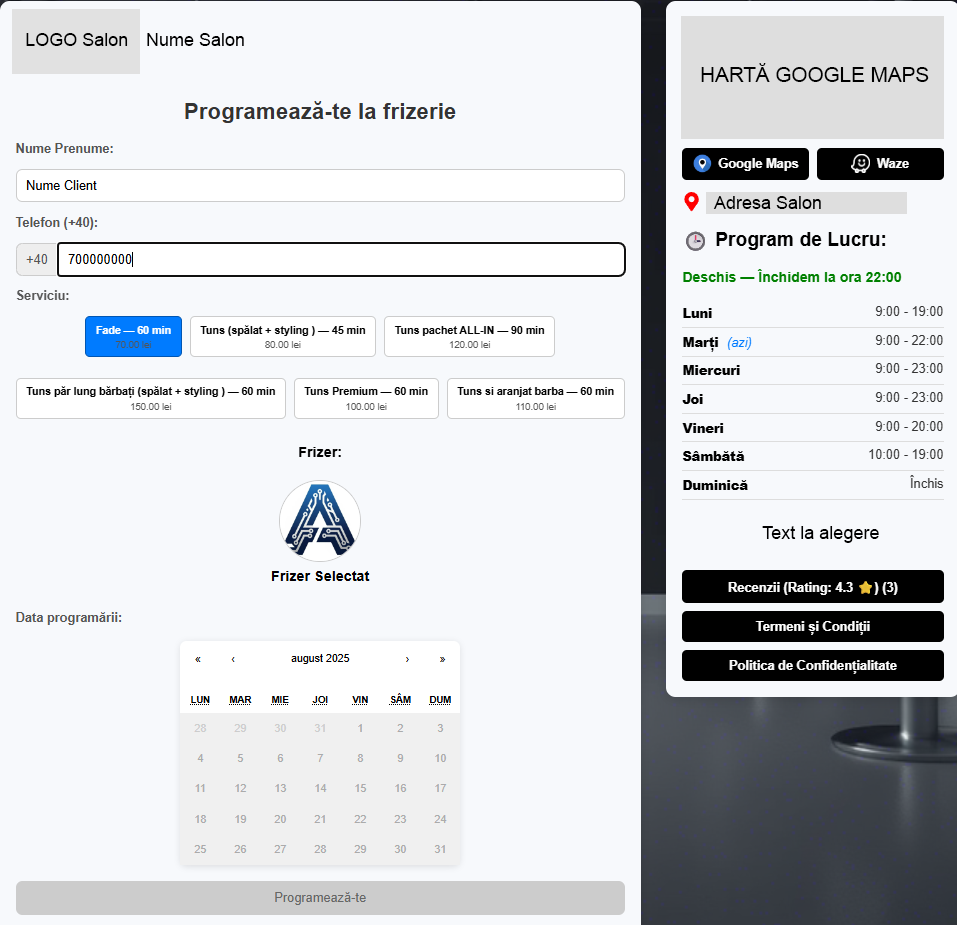 LOGO Salon
Nume Salon
Programează-te la frizerie
Nume Prenume:
Nume Client
Telefon (+40):
+40
700000000
Serviciu:
Fade — 60 min
75.00 lei
Tuns (spălat + styling ) — 45 min
80.00 lei
Tuns pachet ALL-IN — 90 min
120.00 lei
Tuns păr lung bărbați (spălat + styling ) — 60 min
150.00 lei
Tuns Premium — 60 min
100.00 lei
Tuns si aranjat barba — 60 min
110.00 lei
Frizer:
Frizer Selectat
Data programării:
« ‹ august 2025 › »
LUN MAR MIE JOI VIN SÂM DUM
28 29 30 31 1 2 3
4 5 6 7 8 9 10
11 12 13 14 15 16 17
18 19 20 21 22 23 24
25 26 27 28 29 30 31
Programează-te
HARTĂ GOOGLE MAPS
Google Maps
Waze
Adresa Salon
Program de Lucru:
Deschis — Închidem la ora 22:00
Luni 9:00 - 19:00
Marți (azi) 9:00 - 22:00
Miercuri 9:00 - 23:00
Joi 9:00 - 23:00
Vineri 9:00 - 20:00
Sâmbătă 10:00 - 19:00
Duminică Închis
Text la alegere
Recenzii (Rating: 4.3 ⭐) (3)
Termeni și Condiții
Politica de Confidențialitate